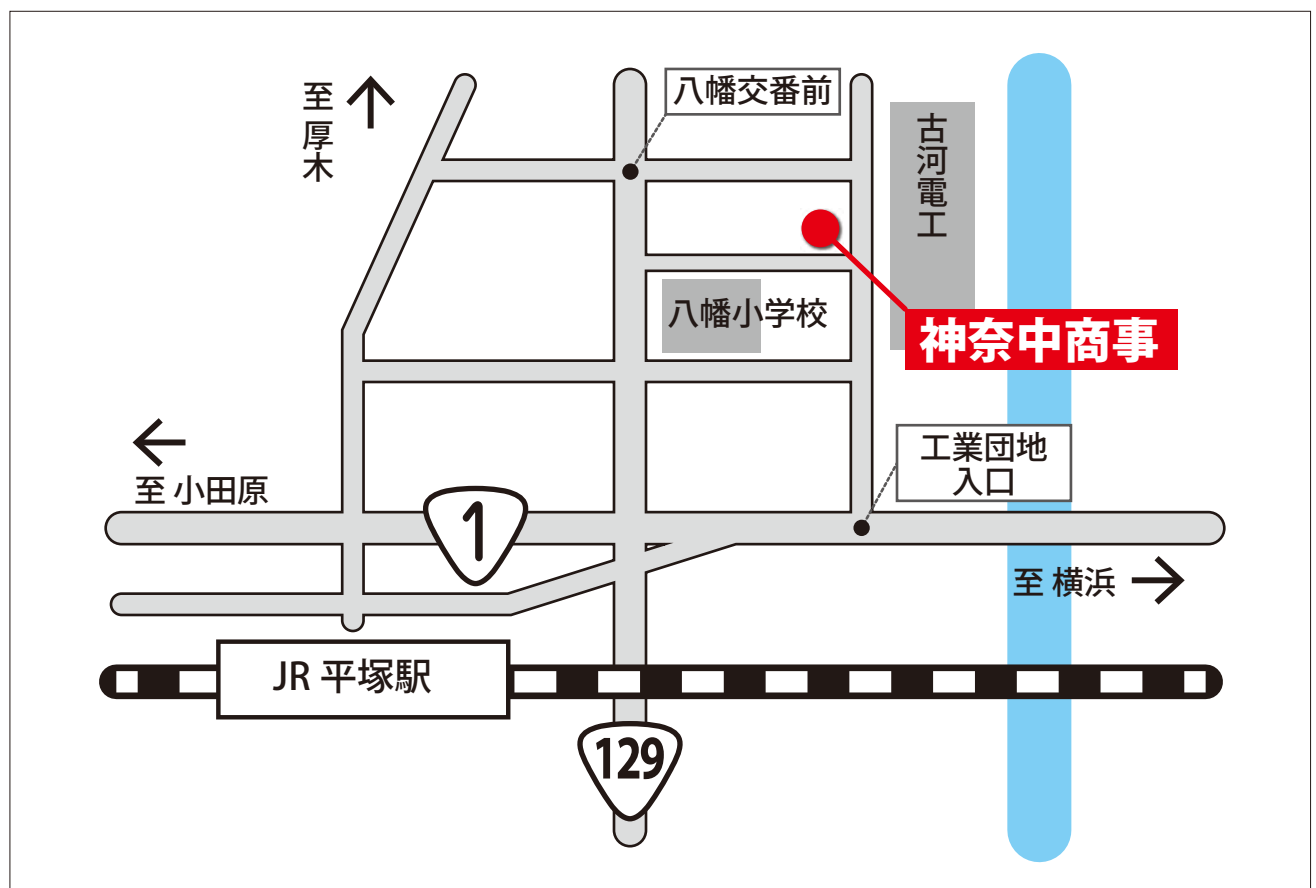 八幡交番前
至 厚木
古河電工
八幡小学校
神奈中商事
工業団地
入口
至 小田原
1
至 横浜
JR 平塚駅
129